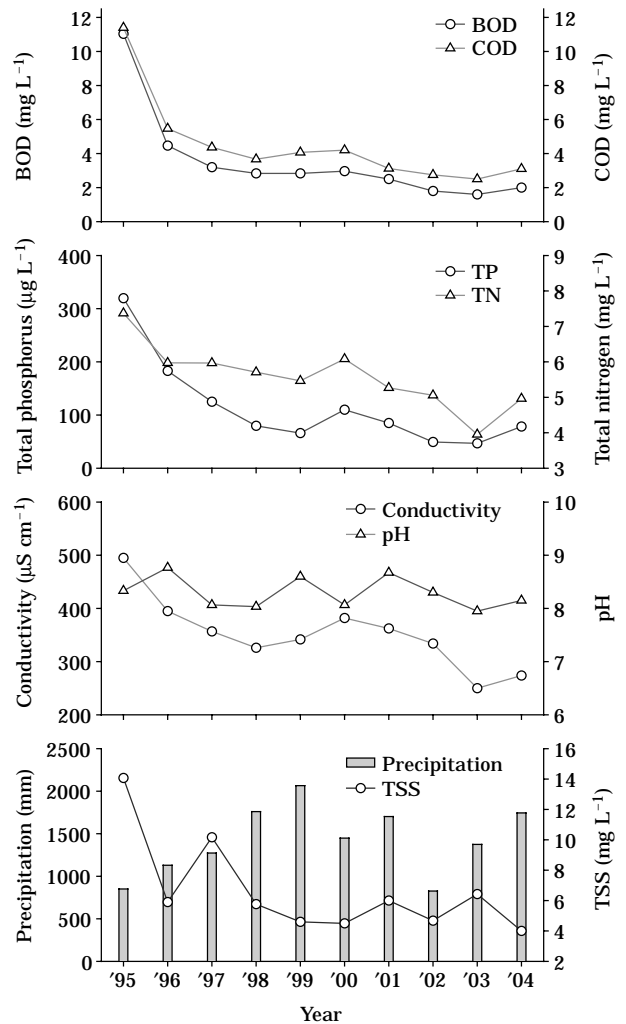 BOD (mg L⁻¹)
12
10
8
6
4
2
0
BOD
COD
12
10
8
6
4
2
0
COD (mg L⁻¹)
Total phosphorus (μg L⁻¹)
400
300
200
100
0
TP
TN
9
8
7
6
5
4
3
Total nitrogen (mg L⁻¹)
Conductivity (μS cm⁻¹)
600
500
400
300
200
Conductivity
pH
10
9
8
7
6
pH
Precipitation (mm)
2500
2000
1500
1000
500
0
Precipitation
TSS
16
14
12
10
8
6
4
2
TSS (mg L⁻¹)
′95 ′96 ′97 ′98 ′99 ′00 ′01 ′02 ′03 ′04
Year